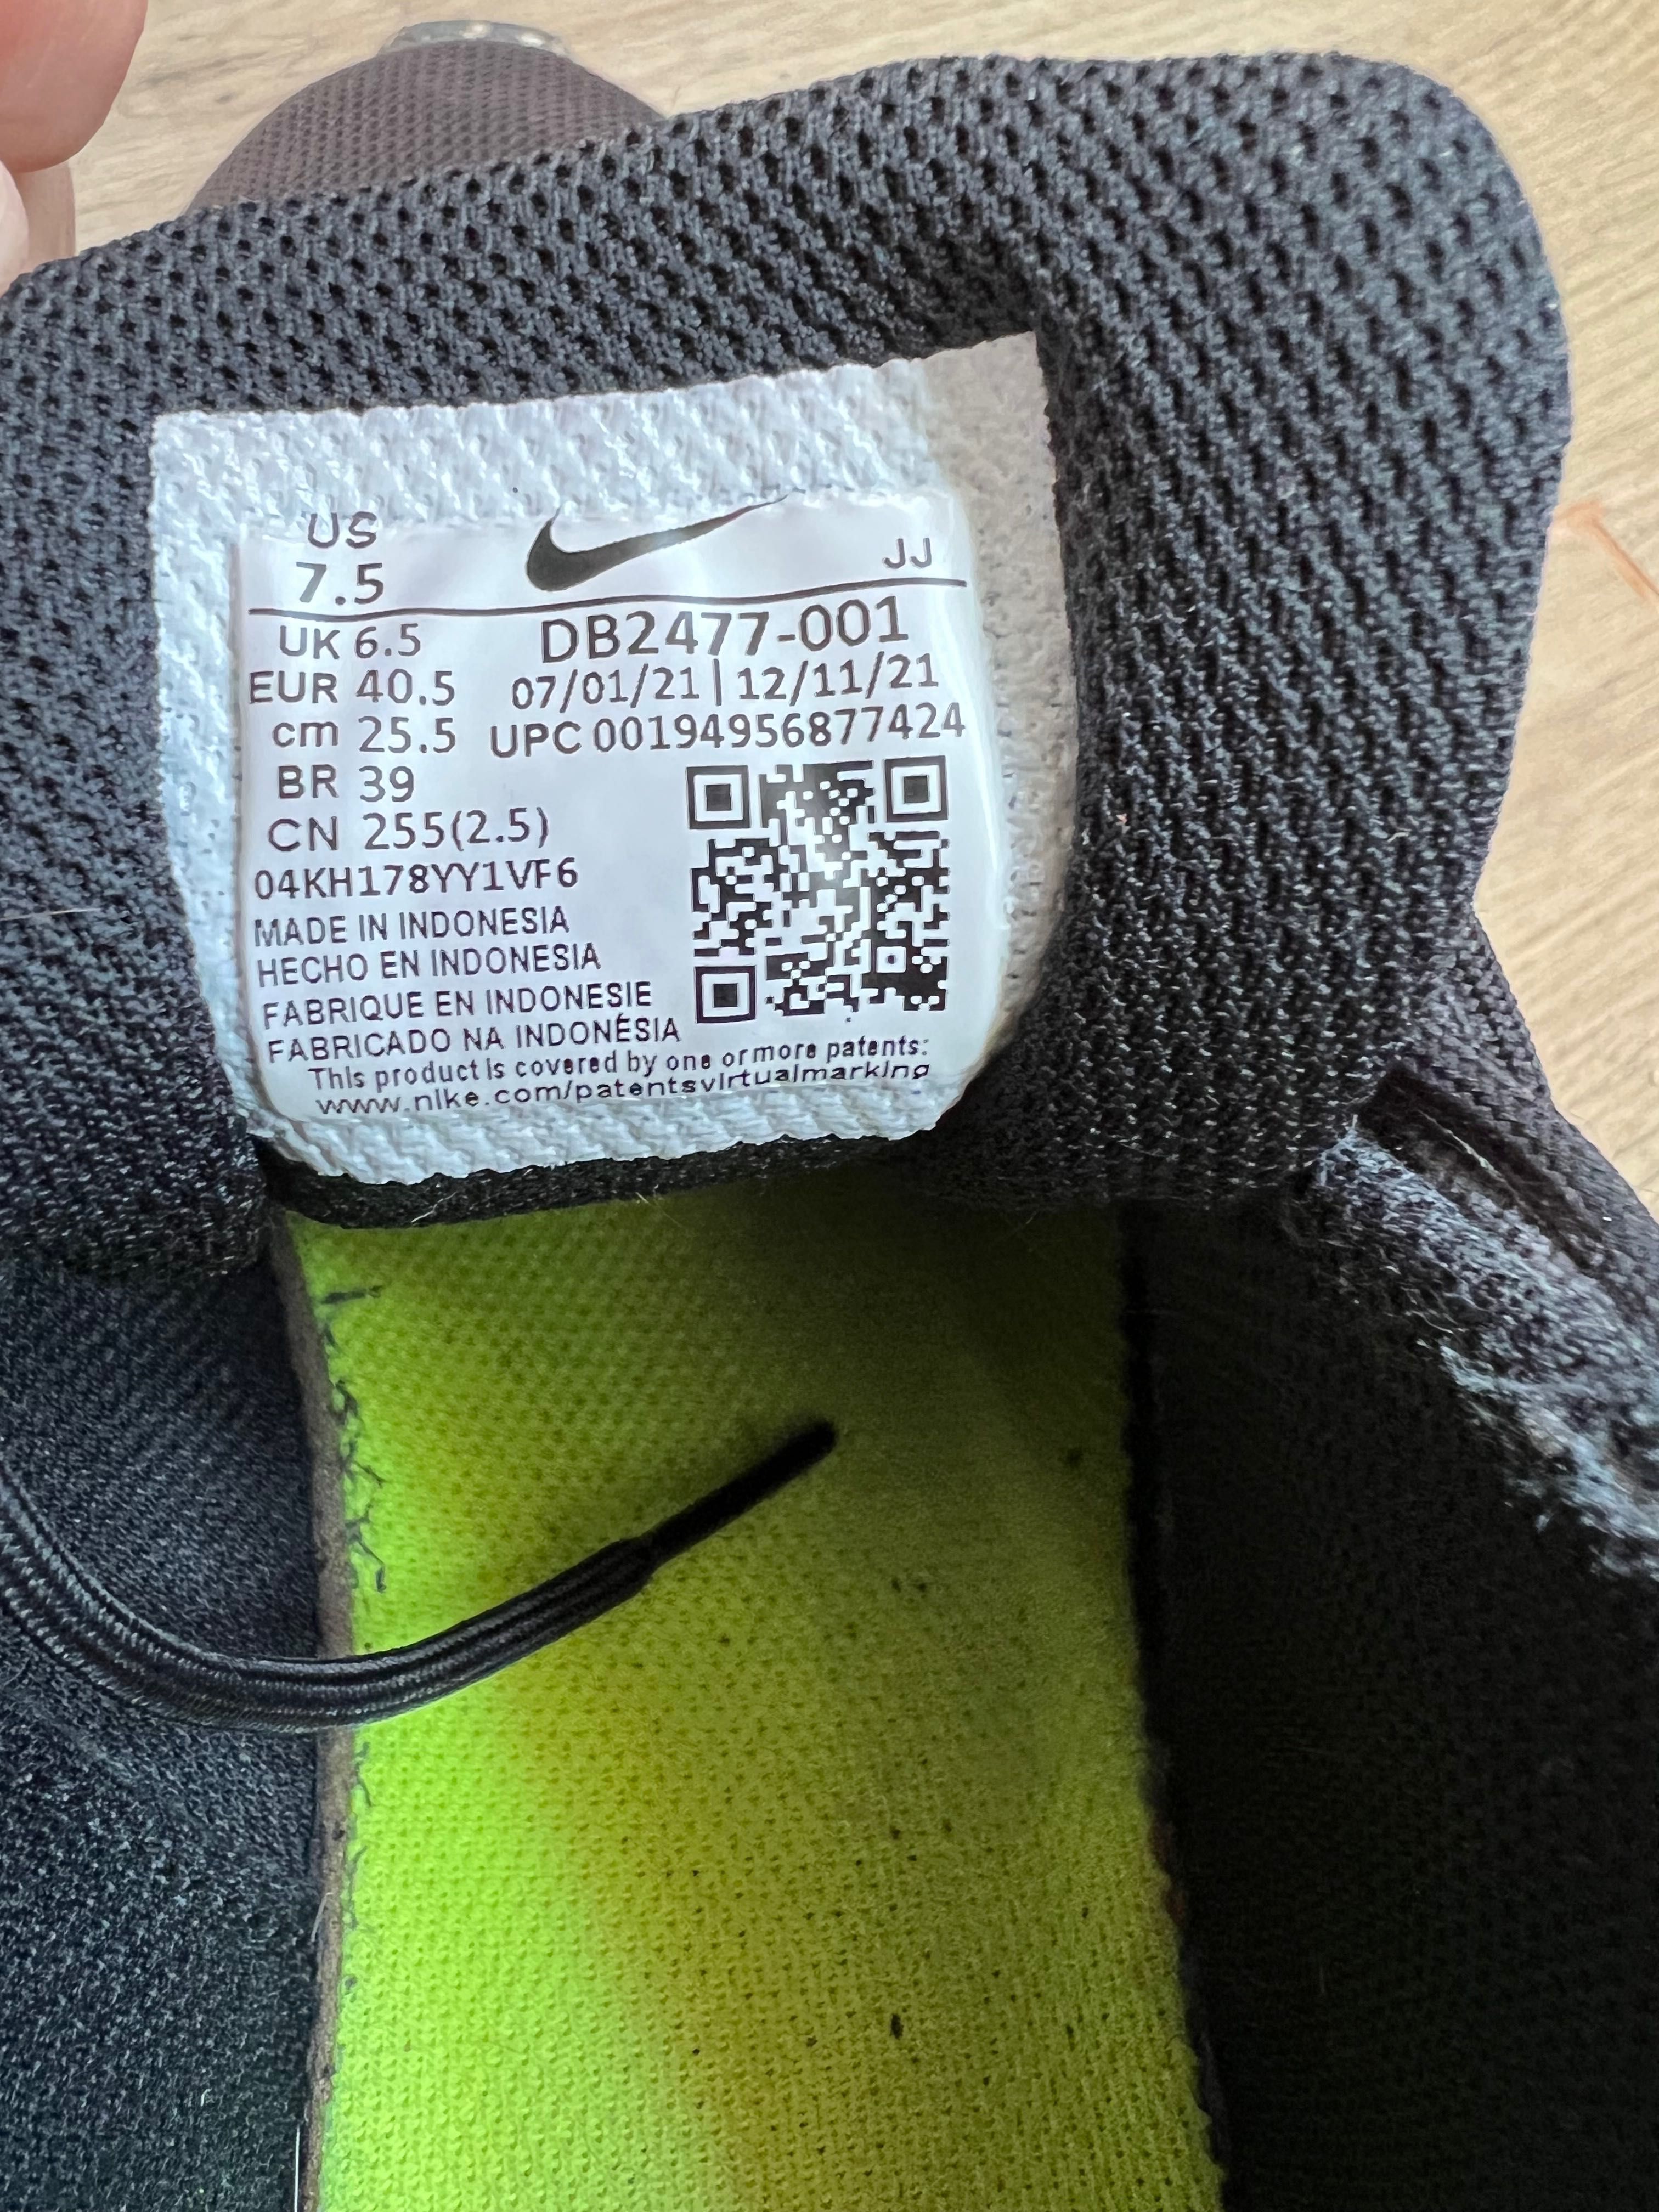 US
7.5
JJ
UK 6.5
DB2477-001
EUR 40.5
07/01/21 | 12/11/21
cm 25.5
UPC 00194956877424
BR 39
CN 255(2.5)
04KH178YY1VF6
MADE IN INDONESIA
HECHO EN INDONESIA
FABRIQUE EN INDONESIE
FABRICADO NA INDONÉSIA
This product is covered by one or more patents:
www.nike.com/patentsvirtualmarking